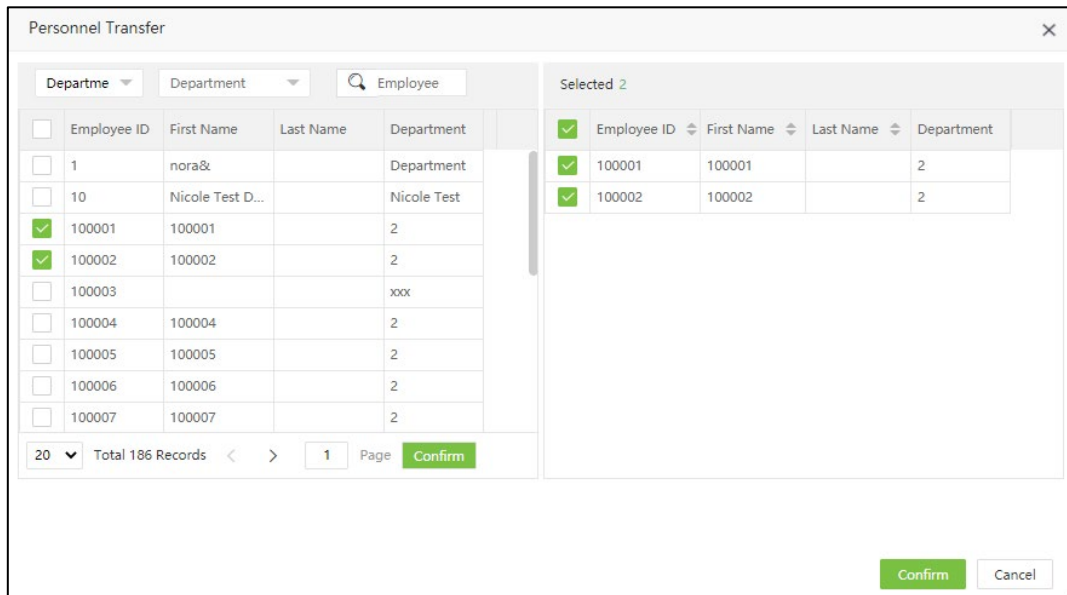 Personnel Transfer
Departme Department Employee
Employee ID First Name Last Name Department
1 nora& Department
10 Nicole Test D... Nicole Test
100001 100001 2
100002 100002 2
100003 xxx
100004 100004 2
100005 100005 2
100006 100006 2
100007 100007 2
20 Total 186 Records < > 1 Page Confirm
Selected 2
Employee ID First Name Last Name Department
100001 100001 2
100002 100002 2
Confirm Cancel